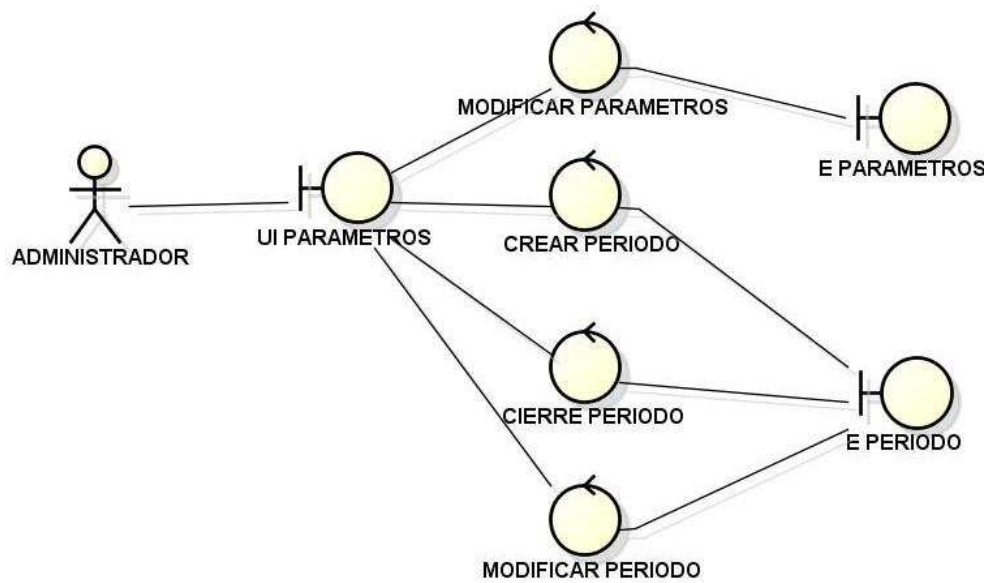 MODIFICAR PARAMETROS
E PARAMETROS
ADMINISTRADOR
UI PARAMETROS
CREAR PERIODO
CIERRE PERIODO
E PERIODO
MODIFICAR PERIODO